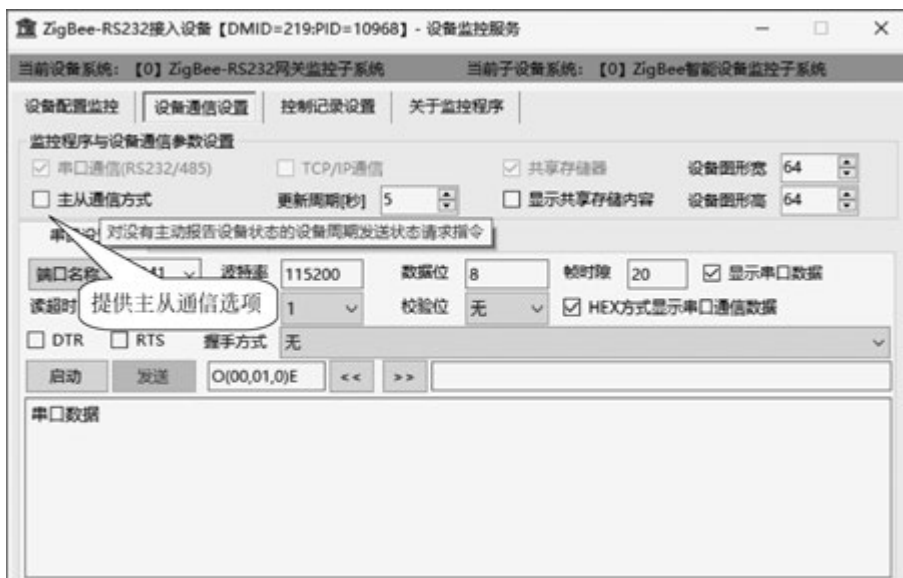 ZigBee-RS232接入设备【DMID=219:PID=10968】- 设备监控服务
当前设备系统: 【0】ZigBee-RS232网关监控子系统 当前子设备系统: 【0】ZigBee智能设备监控子系统
设备配置监控 设备通信设置 控制记录设置 关于监控程序
监控程序与设备通信参数设置
串口通信(RS232/485) TCP/IP通信 共享存储器 设备图形宽 64
主从通信方式 更新周期[秒] 5 显示共享存储内容 设备图形高 64
对没有主动报告设备状态的设备周期发送状态请求指令
端口名称 波特率 115200 数据位 8 帧时隙 20 显示串口数据
读超时 1 校验位 无 HEX方式显示串口通信数据
提供主从通信选项
DTR RTS 握手方式 无
启动 发送 O(00,01,0)E << >>
串口数据